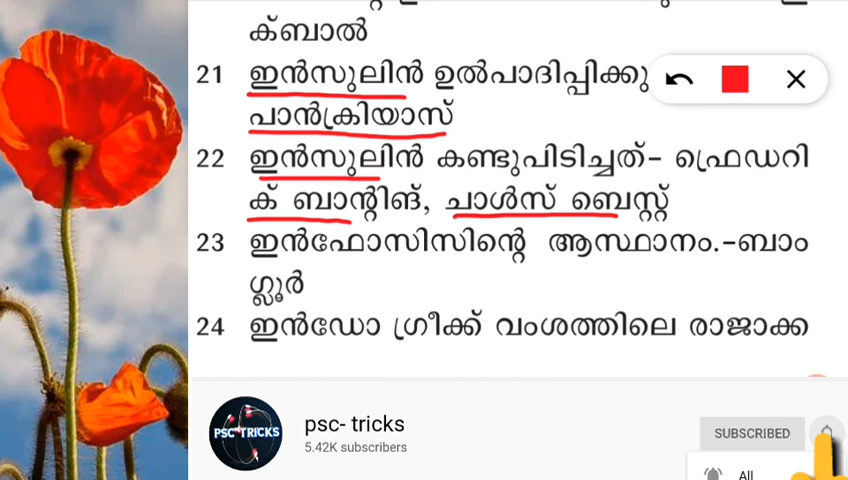 ക്ബാൽ
21 ഇൻസുലിൻ ഉൽപാദിപ്പിക്കു
പാൻക്രിയാസ്
22 ഇൻസുലിൻ കണ്ടുപിടിച്ചത്- ഫ്രെഡറി
ക് ബാന്റിങ്, ചാൾസ് ബെസ്റ്റ്
23 ഇൻഫോസിസിന്റെ ആസ്ഥാനം.-ബാം
ഗ്ലൂർ
24 ഇൻഡോ ഗ്രീക്ക് വംശത്തിലെ രാജാക്ക
PSC TRICKS
psc- tricks
5.42K subscribers
SUBSCRIBED
All